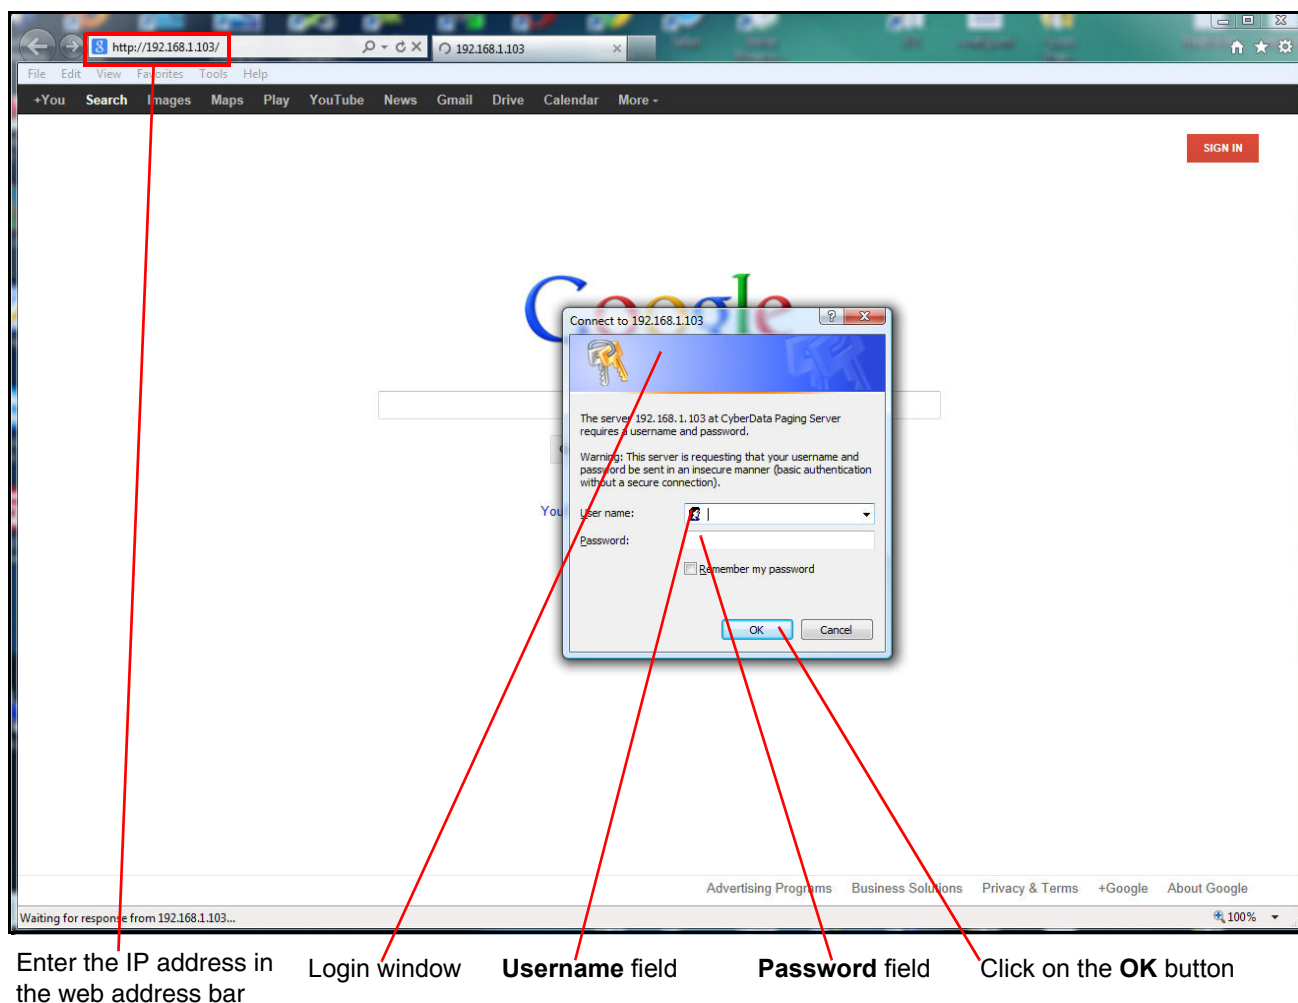 http://192.168.1.103/
192.168.1.103
File Edit View Favorites Tools Help
+You Search Images Maps Play YouTube News Gmail Drive Calendar More
SIGN IN
Google
Connect to 192.168.1.103
The server 192.168.1.103 at CyberData Paging Server
requires a username and password.
Warning: This server is requesting that your username and
password be sent in an insecure manner (basic authentication
without a secure connection).
You
User name:
Password:
Remember my password
OK Cancel
Advertising Programs Business Solutions Privacy & Terms +Google About Google
Waiting for response from 192.168.1.103...
100%
Enter the IP address in
the web address bar
Login window
Username field
Password field
Click on the OK button